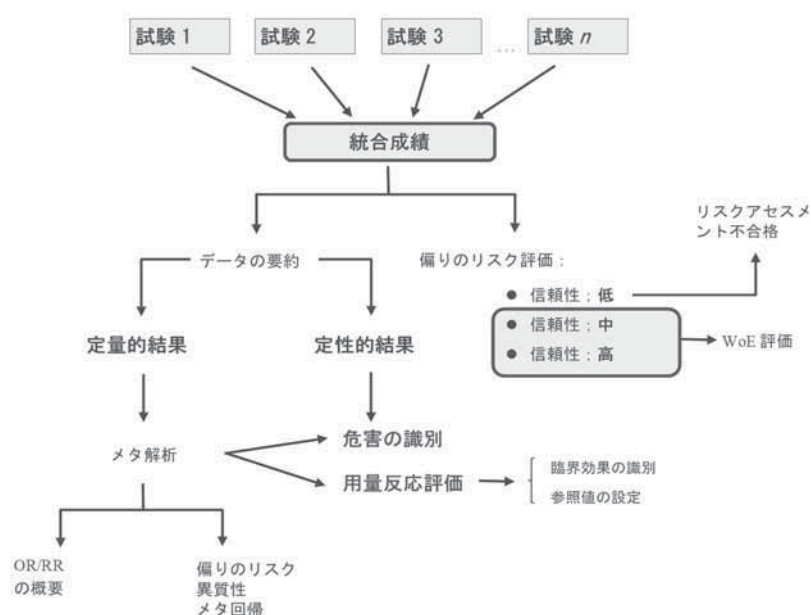 試験 1
試験 2
試験 3
…
試験 n
統合成績
リスクアセスメ
ント不合格
データの要約
偏りのリスク評価：
● 信頼性；低
● 信頼性；中
● 信頼性；高
WoE 評価
定量的結果
定性的結果
メタ解析
危害の識別
用量反応評価
臨界効果の識別
参照値の設定
OR/RR
の概要
偏りのリスク
異質性
メタ回帰